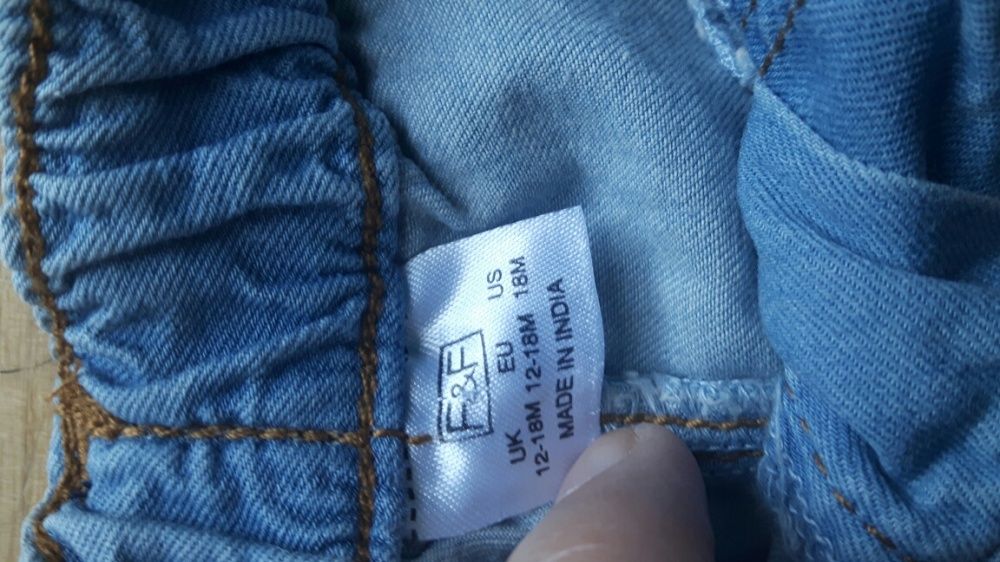 F&F
UK EU US
12-18M 12-18M 18M
MADE IN INDIA